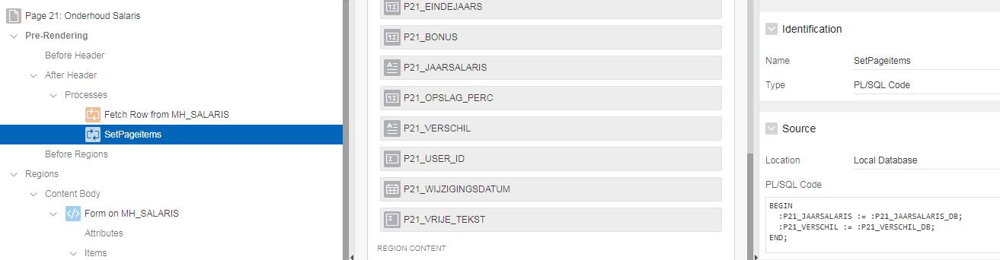 Page 21: Onderhoud Salaris
Pre-Rendering
Before Header
After Header
Processes
Fetch Row from MH_SALARIS
SetPageitems
Before Regions
Regions
Content Body
Form on MH_SALARIS
Attributes
Items
P21_EINDEJAARS
P21_BONUS
P21_JAARSALARIS
P21_OPSLAG_PERC
P21_VERSCHIL
P21_USER_ID
P21_WIJZIGINGSDATUM
P21_VRIJE_TEKST
REGION CONTENT
Identification
Name SetPageitems
Type PL/SQL Code
Source
Location Local Database
PL/SQL Code
BEGIN
:P21_JAARSALARIS := :P21_JAARSALARIS_DB;
:P21_VERSCHIL := :P21_VERSCHIL_DB;
END;